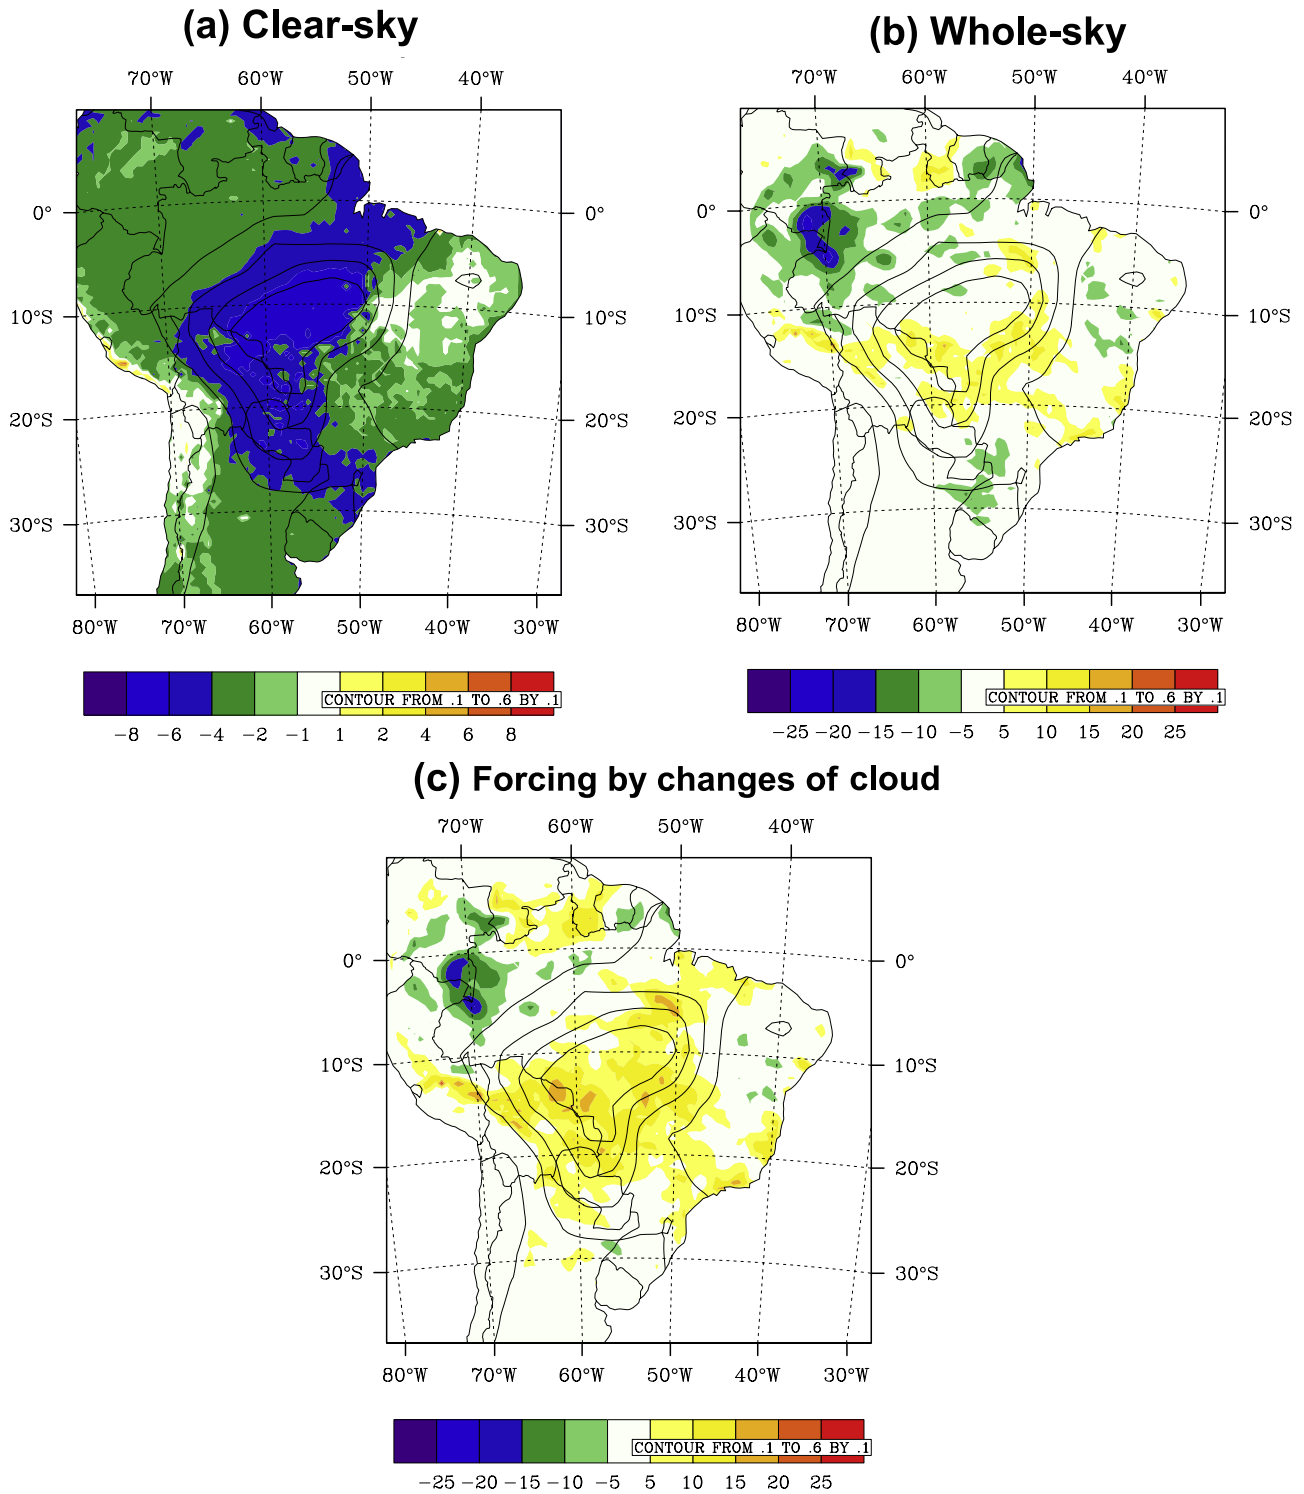 (a) Clear-sky
70°W 60°W 50°W 40°W
0° 0°
10°S 10°S
20°S 20°S
30°S 30°S
80°W 70°W 60°W 50°W 40°W 30°W
CONTOUR FROM .1 TO .6 BY .1
−8 −6 −4 −2 −1 1 2 4 6 8
(b) Whole-sky
70°W 60°W 50°W 40°W
0° 0°
10°S 10°S
20°S 20°S
30°S 30°S
80°W 70°W 60°W 50°W 40°W 30°W
CONTOUR FROM .1 TO .6 BY .1
−25 −20 −15 −10 −5 5 10 15 20 25
(c) Forcing by changes of cloud
70°W 60°W 50°W 40°W
0° 0°
10°S 10°S
20°S 20°S
30°S 30°S
80°W 70°W 60°W 50°W 40°W 30°W
CONTOUR FROM .1 TO .6 BY .1
−25 −20 −15 −10 −5 5 10 15 20 25